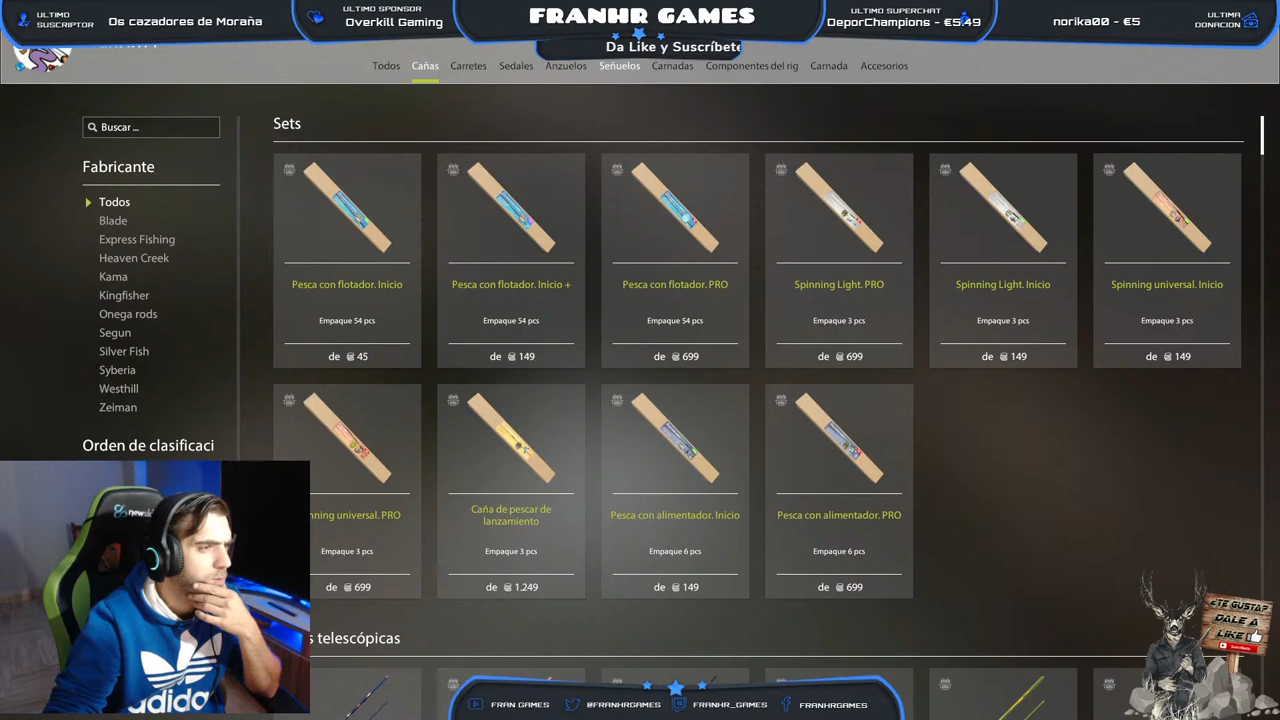 ULTIMO
SUSCRIPTOR
Os cazadores de Moraña
ULTIMO SPONSOR
Overkill Gaming
FRANHR GAMES
Da Like y Suscríbete
ULTIMO SUPERCHAT
DeporChampions - €5.49
norika00 - €5
ULTIMA
DONACION
Todos
Cañas
Carretes
Sedales
Anzuelos
Señuelos
Carnadas
Componentes del rig
Carnada
Accesorios
Buscar ...
Fabricante
Todos
Blade
Express Fishing
Heaven Creek
Kama
Kingfisher
Omega rods
Segun
Silver Fish
Syberia
Westhill
Zeiman
Orden de clasificaci
Sets
Pesca con flotador. Inicio
Empaque 54 pcs
de 45
Pesca con flotador. Inicio +
Empaque 54 pcs
de 149
Pesca con flotador. PRO
Empaque 54 pcs
de 699
Spinning Light. PRO
Empaque 3 pcs
de 699
Spinning Light. Inicio
Empaque 3 pcs
de 149
Spinning universal. Inicio
Empaque 3 pcs
de 149
nning universal. PRO
Empaque 3 pcs
699
Caña de pescar de
lanzamiento
Empaque 3 pcs
de 1.249
Pesca con alimentador. Inicio
Empaque 6 pcs
de 149
Pesca con alimentador. PRO
Empaque 6 pcs
de 699
s telescópicas
newski
adidas
FRAN GAMES
@FRANHRGAMES
FRANHR_GAMES
FRANHRGAMES
ETE GUSTA?
DALE A
LIKE